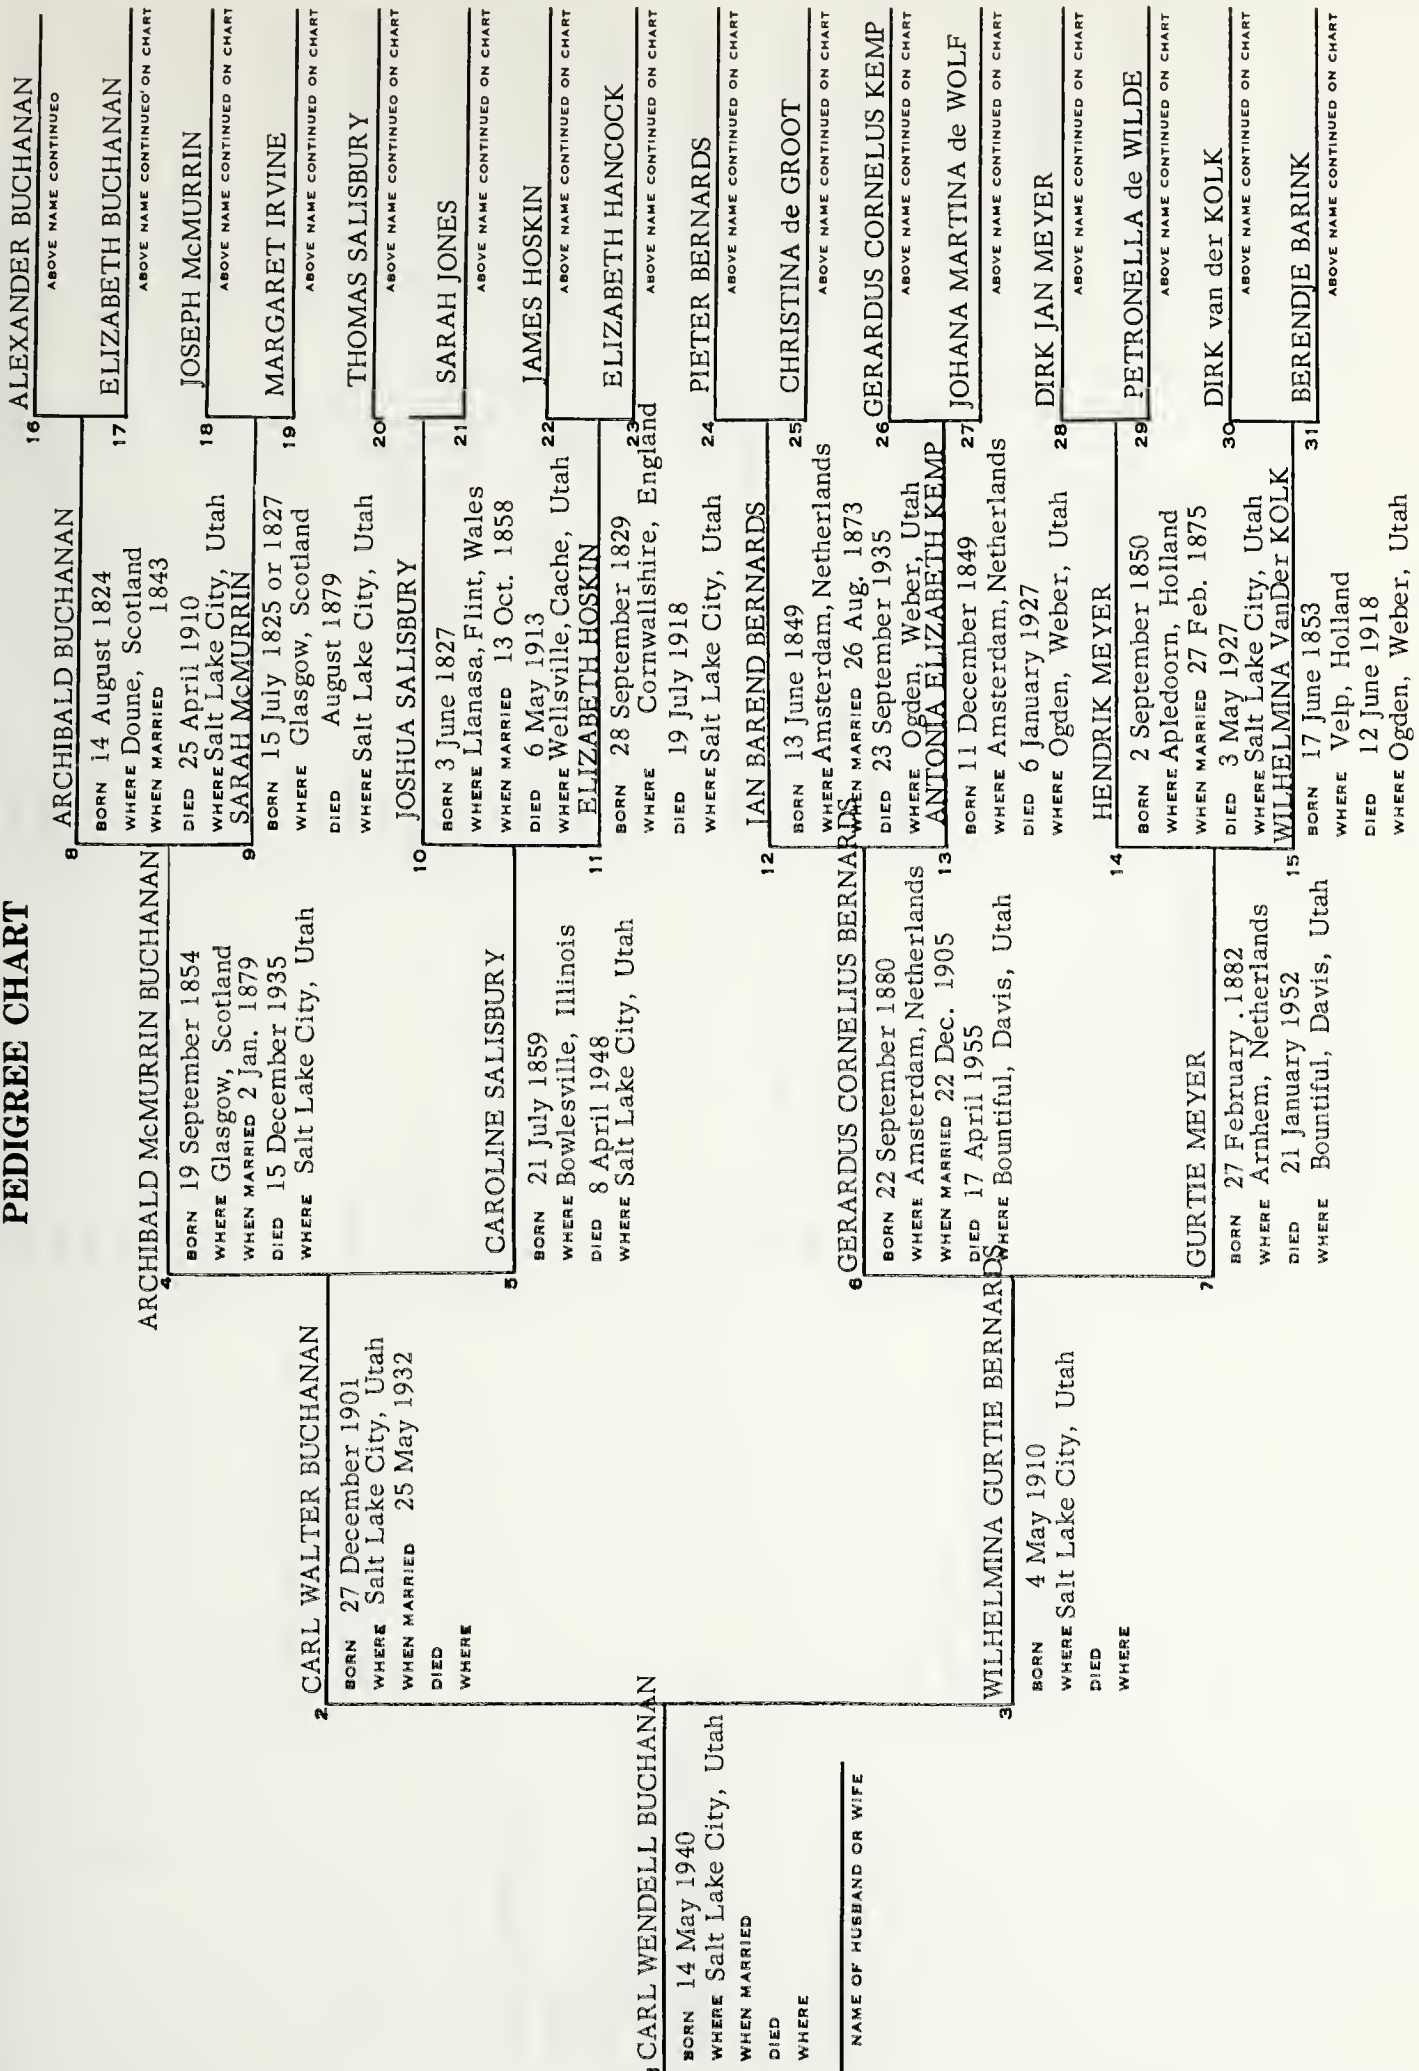 PEDIGREE CHART
CARL WENDELL BUCHANAN
BORN 14 May 1940
WHERE Salt Lake City, Utah
WHEN MARRIED
DIED
WHERE
NAME OF HUSBAND OR WIFE
2
CARL WALTER BUCHANAN
BORN 27 December 1901
WHERE Salt Lake City, Utah
WHEN MARRIED 25 May 1932
DIED
WHERE
3
WILHELMINA GURTIE BERNARDS
BORN 4 May 1910
WHERE Salt Lake City, Utah
DIED
WHERE
4
ARCHIBALD McMURRIN BUCHANAN
BORN 19 September 1854
WHERE Glasgow, Scotland
WHEN MARRIED 2 Jan. 1879
DIED 15 December 1935
WHERE Salt Lake City, Utah
5
CAROLINE SALISBURY
BORN 21 July 1859
WHERE Bowlesville, Illinois
DIED 8 April 1948
WHERE Salt Lake City, Utah
6
GERARDUS CORNELIUS BERNARDS
BORN 22 September 1880
WHERE Amsterdam, Netherlands
WHEN MARRIED 22 Dec. 1905
DIED 17 April 1955
WHERE Bountiful, Davis, Utah
7
GURTIE MEYER
BORN 27 February . 1882
WHERE Arnhem, Netherlands
DIED 21 January 1952
WHERE Bountiful, Davis, Utah
8
ARCHIBALD BUCHANAN
BORN 14 August 1824
WHERE Doune, Scotland
WHEN MARRIED 1843
DIED 25 April 1910
WHERE Salt Lake City, Utah
9
SARAH McMURRIN
BORN 15 July 1825 or 1827
WHERE Glasgow, Scotland
DIED August 1879
WHERE Salt Lake City, Utah
10
JOSHUA SALISBURY
BORN 3 June 1827
WHERE Llanasa, Flint, Wales
WHEN MARRIED 13 Oct. 1858
DIED 6 May 1913
WHERE Wellsville, Cache, Utah
11
ELIZABETH HOSKIN
BORN 28 September 1829
WHERE Cornwallshire, England
DIED 19 July 1918
WHERE Salt Lake City, Utah
12
JAN BAREND BERNARDS
BORN 13 June 1849
WHERE Amsterdam, Netherlands
WHEN MARRIED 26 Aug. 1873
DIED 23 September 1935
WHERE Ogden, Weber, Utah
13
ANTONIA ELIZABETH KEMP
BORN 11 December 1849
WHERE Amsterdam, Netherlands
DIED 6 January 1927
WHERE Ogden, Weber, Utah
14
HENDRIK MEYER
BORN 2 September 1850
WHERE Apledoorn, Holland
WHEN MARRIED 27 Feb. 1875
DIED 3 May 1927
WHERE Salt Lake City, Utah
15
WILHELMINA VanDer KOLK
BORN 17 June 1853
WHERE Velp, Holland
DIED 12 June 1918
WHERE Ogden, Weber, Utah
16
ALEXANDER BUCHANAN
ABOVE NAME CONTINUED
17
ELIZABETH BUCHANAN
ABOVE NAME CONTINUED ON CHART
18
JOSEPH McMURRIN
ABOVE NAME CONTINUED ON CHART
19
MARGARET IRVINE
ABOVE NAME CONTINUED ON CHART
20
THOMAS SALISBURY
ABOVE NAME CONTINUED ON CHART
21
SARAH JONES
ABOVE NAME CONTINUED ON CHART
22
JAMES HOSKIN
ABOVE NAME CONTINUED ON CHART
23
ELIZABETH HANCOCK
ABOVE NAME CONTINUED ON CHART
24
PIETER BERNARDS
ABOVE NAME CONTINUED ON CHART
25
CHRISTINA de GROOT
ABOVE NAME CONTINUED ON CHART
26
GERARDUS CORNELUS KEMP
ABOVE NAME CONTINUED ON CHART
27
JOHANA MARTINA de WOLF
ABOVE NAME CONTINUED ON CHART
28
DIRK JAN MEYER
ABOVE NAME CONTINUED ON CHART
29
PETRONELLA de WILDE
ABOVE NAME CONTINUED ON CHART
30
DIRK van der KOLK
ABOVE NAME CONTINUED ON CHART
31
BERENDJE BARINK
ABOVE NAME CONTINUED ON CHART